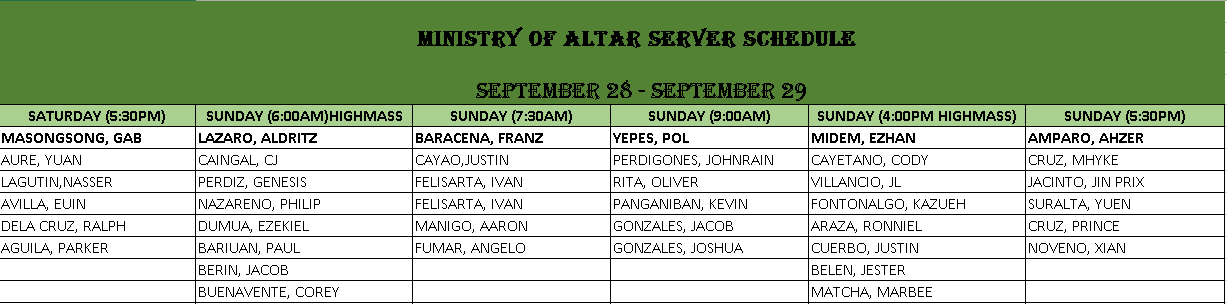 MINISTRY OF ALTAR SERVER SCHEDULE
SEPTEMBER 28 - SEPTEMBER 29
SATURDAY (5:30PM) SUNDAY (6:00AM)HIGHMASS SUNDAY (7:30AM) SUNDAY (9:00AM) SUNDAY (4:00PM HIGHMASS) SUNDAY (5:30PM)
MASONGSONG, GAB LAZARO, ALDRITZ BARACENA, FRANZ YEPES, POL MIDEM, EZHAN AMPARO, AHZER
AURE, YUAN CAINGAL, CJ CAYAO,JUSTIN PERDIGONES, JOHNRAIN CAYETANO, CODY CRUZ, MHYKE
LAGUTIN,NASSER PERDIZ, GENESIS FELISARTA, IVAN RITA, OLIVER VILLANCIO, JL JACINTO, JIN PRIX
AVILLA, EUIN NAZARENO, PHILIP FELISARTA, IVAN PANGANIBAN, KEVIN FONTONALGO, KAZUEH SURALTA, YUEN
DELA CRUZ, RALPH DUMUA, EZEKIEL MANIGO, AARON GONZALES, JACOB ARAZA, RONNIEL CRUZ, PRINCE
AGUILA, PARKER BARIUAN, PAUL FUMAR, ANGELO GONZALES, JOSHUA CUERBO, JUSTIN NOVENO, XIAN
BERIN, JACOB BELEN, JESTER
BUENAVENTE, COREY MATCHA, MARBEE